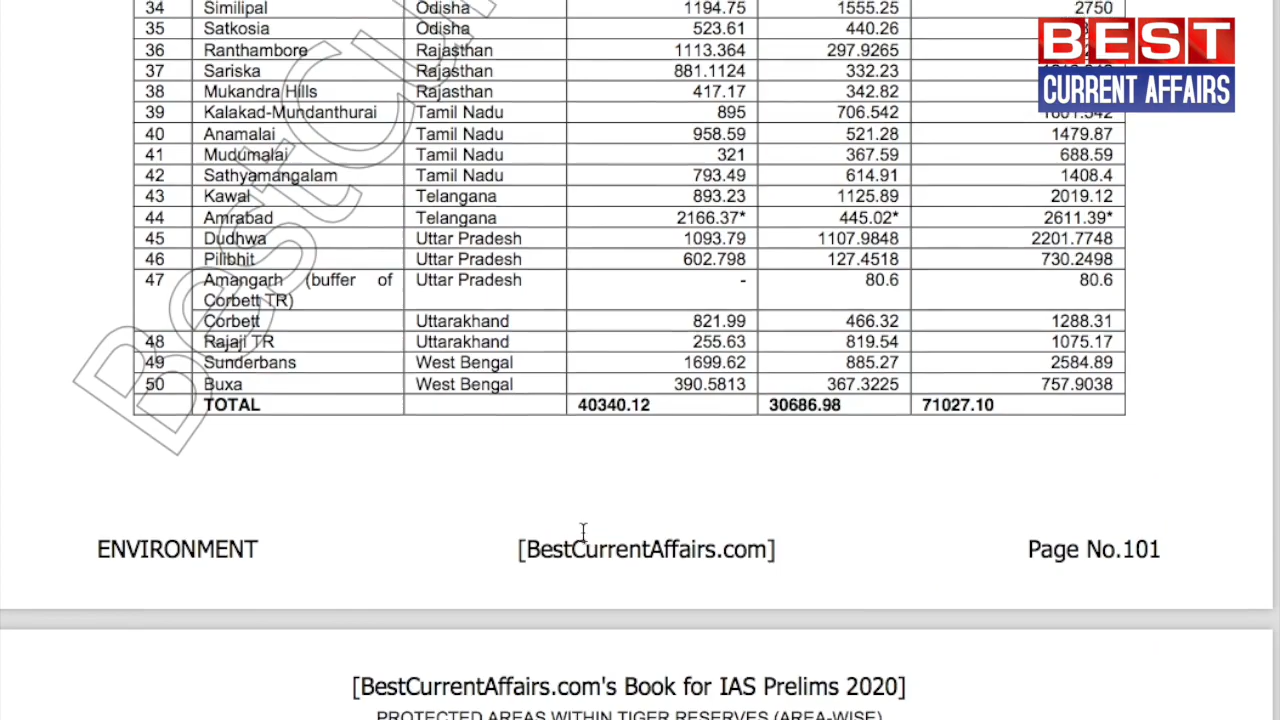 34 Similipal Odisha 1194.75 1555.25 2750
35 Satkosia Odisha 523.61 440.26
36 Ranthambore Rajasthan 1113.364 297.9265
37 Sariska Rajasthan 881.1124 332.23
38 Mukandra Hills Rajasthan 417.17 342.82
39 Kalakad-Mundanthurai Tamil Nadu 895 706.542 1601.542
40 Anamalai Tamil Nadu 958.59 521.28 1479.87
41 Mudumalai Tamil Nadu 321 367.59 688.59
42 Sathyamangalam Tamil Nadu 793.49 614.91 1408.4
43 Kawal Telangana 893.23 1125.89 2019.12
44 Amrabad Telangana 2166.37* 445.02* 2611.39*
45 Dudhwa Uttar Pradesh 1093.79 1107.9848 2201.7748
46 Pilibhit Uttar Pradesh 602.798 127.4518 730.2498
47 Amangarh (buffer of Uttar Pradesh - 80.6 80.6
Corbett TR)
Corbett Uttarakhand 821.99 466.32 1288.31
48 Rajaji TR Uttarakhand 255.63 819.54 1075.17
49 Sunderbans West Bengal 1699.62 885.27 2584.89
50 Buxa West Bengal 390.5813 367.3225 757.9038
TOTAL 40340.12 30686.98 71027.10
BEST
CURRENT AFFAIRS
ENVIRONMENT [BestCurrentAffairs.com] Page No.101
[BestCurrentAffairs.com's Book for IAS Prelims 2020]
PROTECTED AREAS WITHIN TIGER RESERVES (AREA-WISE)